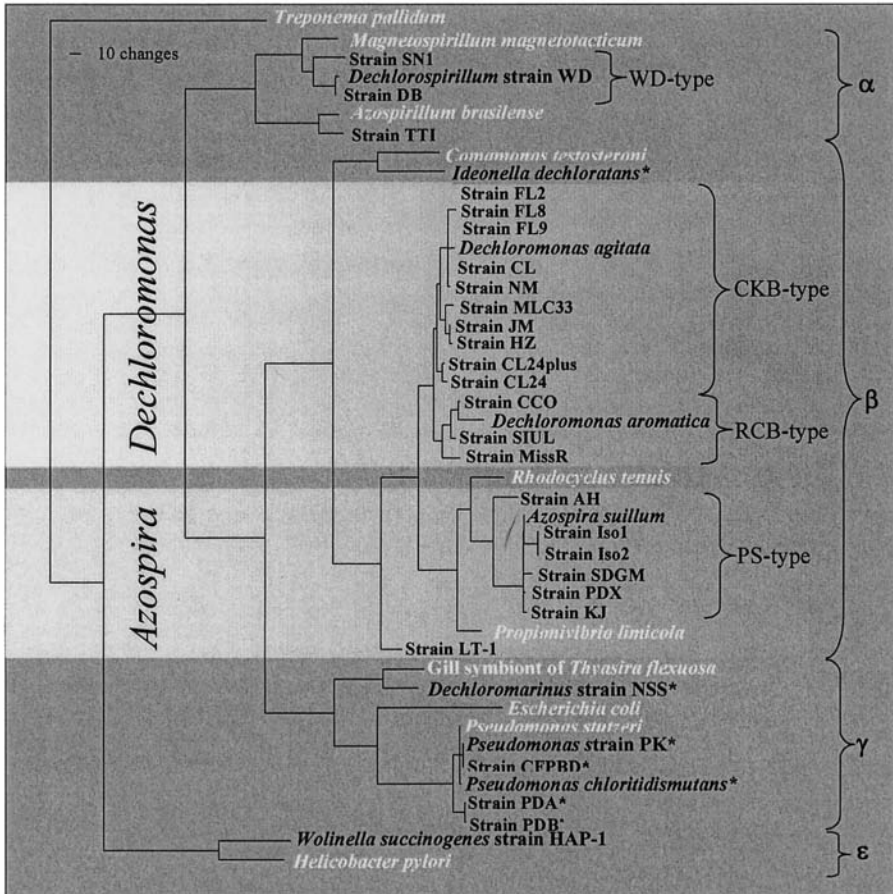 Treponema pallidum
10 changes
Magnetospirillum magnetotacticum
Strain SN1
Dechlorospirillum strain WD
Strain DB
WD-type
α
Azospirillum brasilense
Strain TTI
Comamonas testosteroni
Ideonella dechloratans*
Dechloromonas
Strain FL2
Strain FL8
Strain FL9
Dechloromonas agitata
Strain CL
Strain NM
Strain MLC33
Strain JM
Strain HZ
Strain CL24plus
Strain CL24
CKB-type
β
Strain CCO
Dechloromonas aromatica
Strain SIUL
Strain MissR
RCB-type
Rhodocyclus tenuis
Azospira
Strain AH
Azospira suillum
Strain Iso1
Strain Iso2
Strain SDGM
Strain PDX
Strain KJ
PS-type
Propionivibrio limicola
Strain LT-1
Gill symbiont of Thyasira flexuosa
Dechloromarinus strain NSS*
Escherichia coli
Pseudomonas stutzeri
Pseudomonas strain PK*
Strain CFPBD*
Pseudomonas chloritidismutans*
Strain PDA*
Strain PDB*
γ
Wolinella succinogenes strain HAP-1
Helicobacter pylori
ε